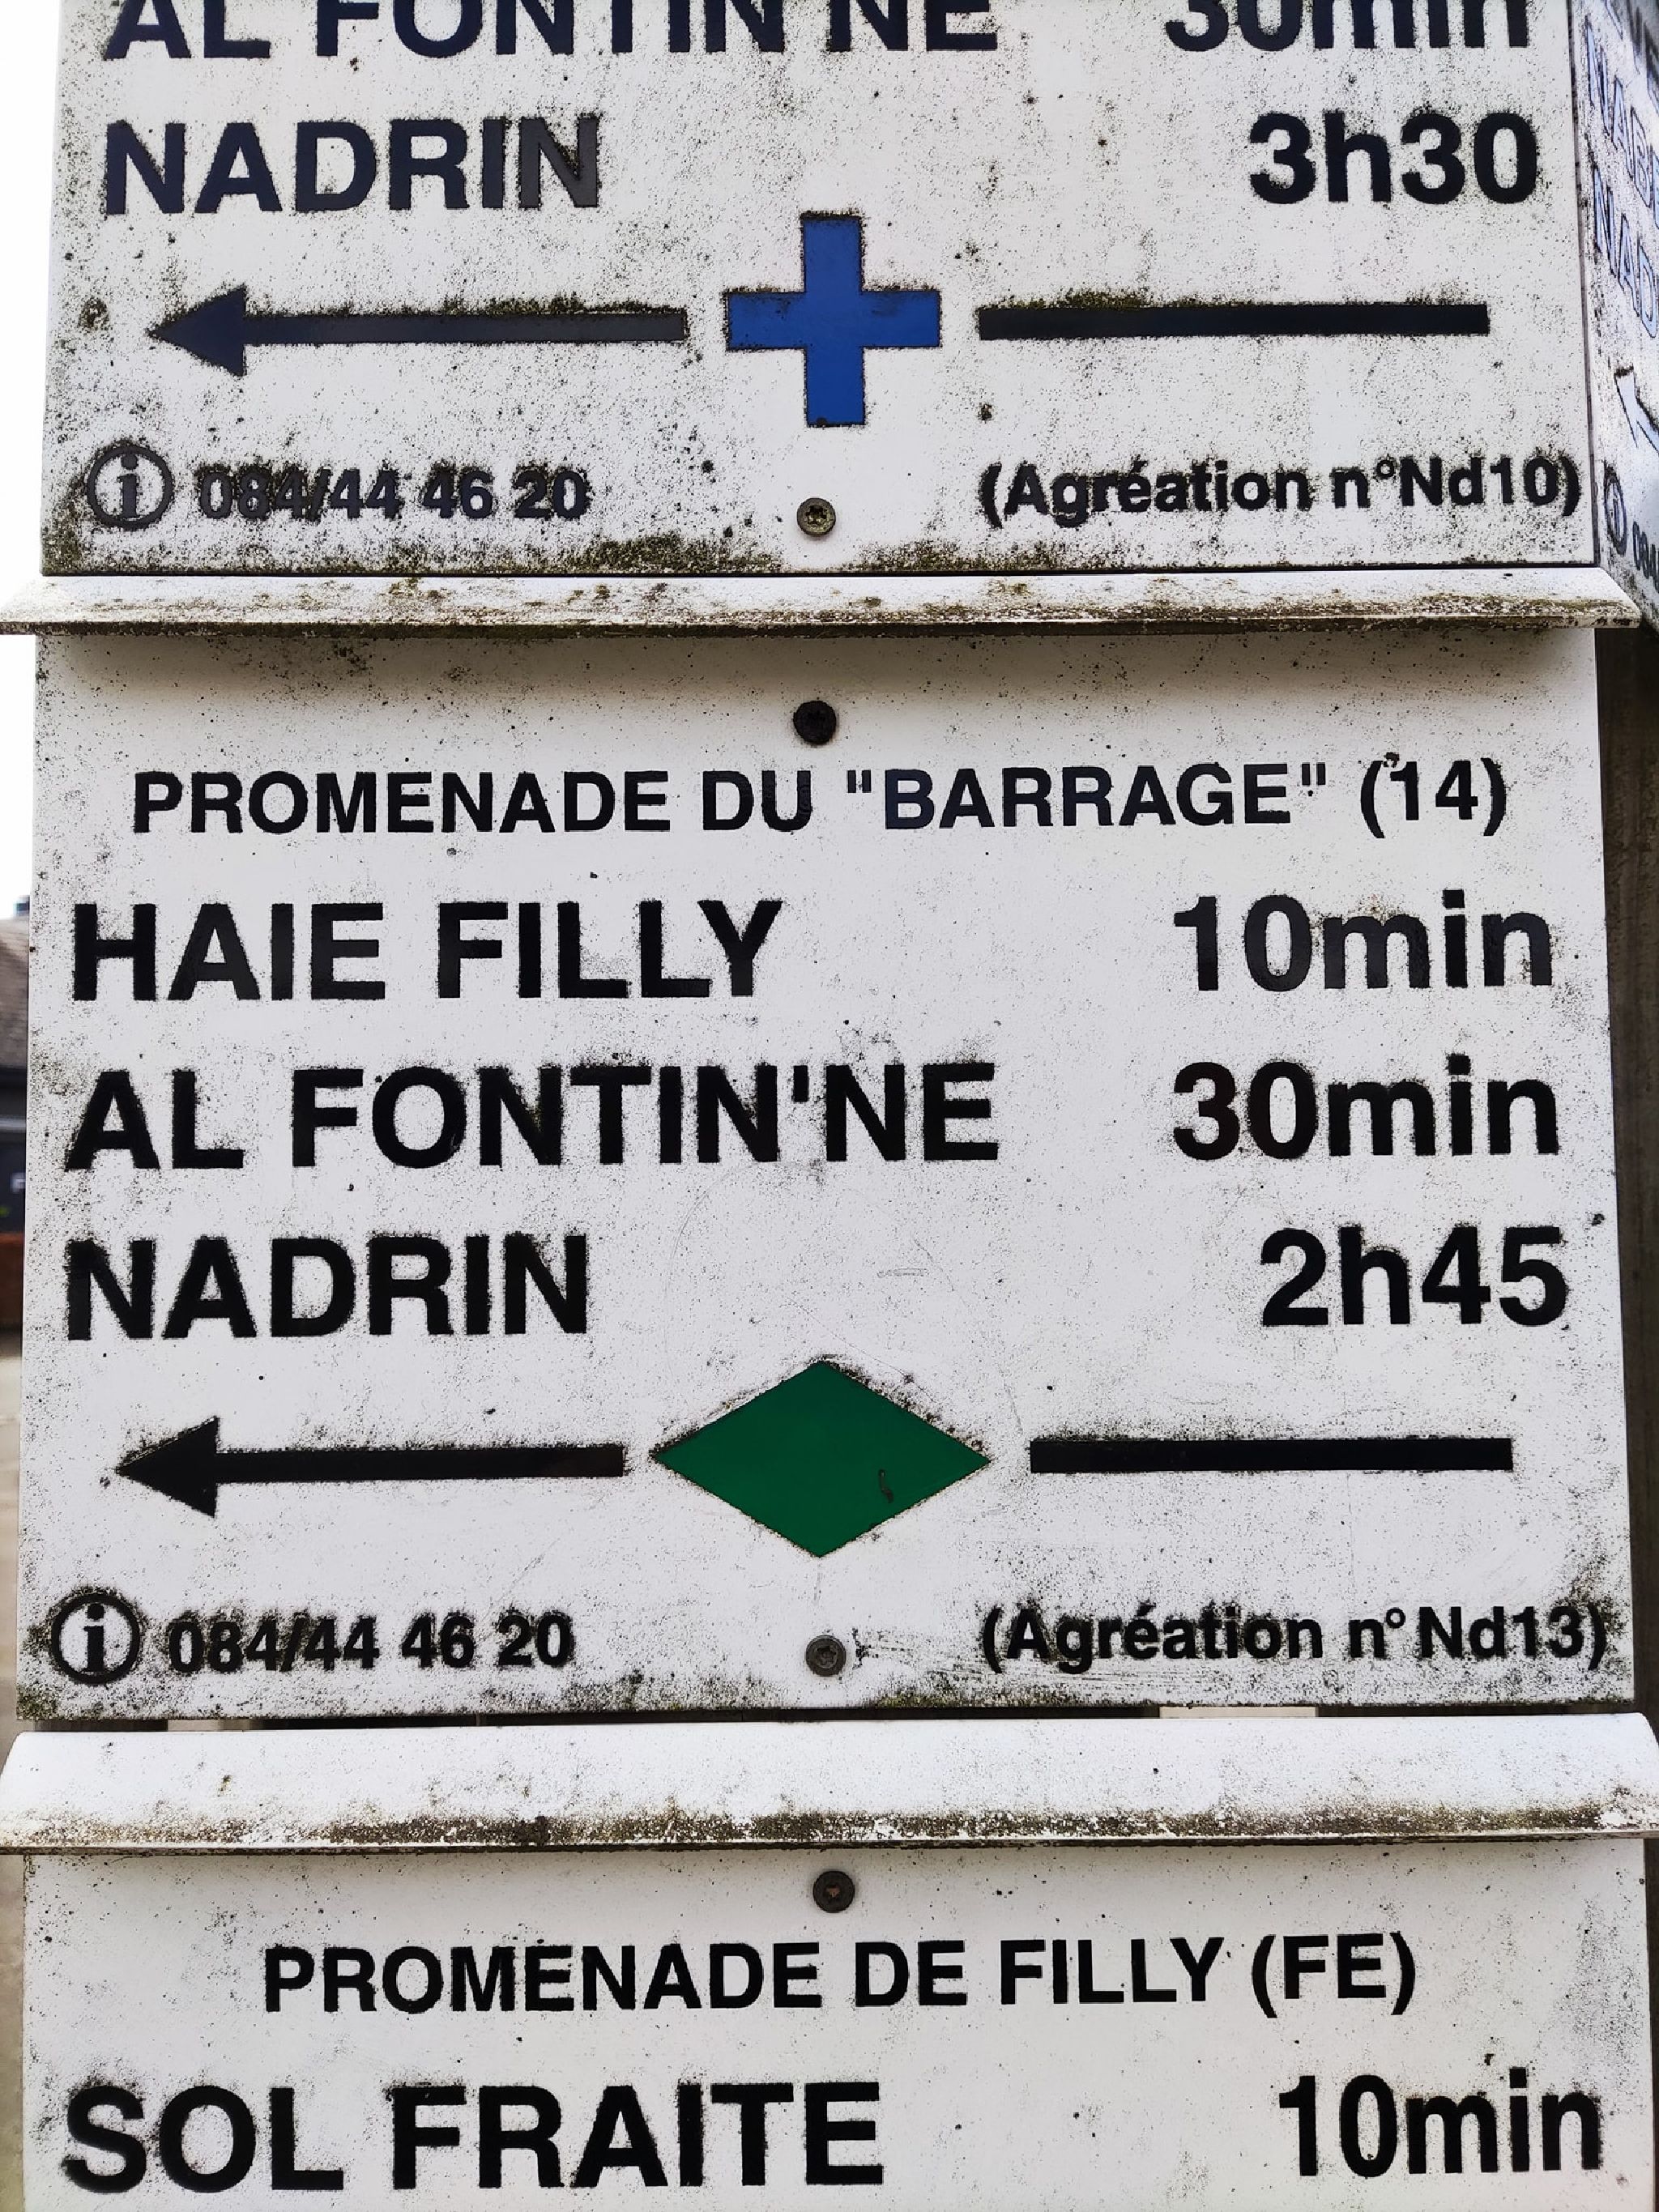 AL FONTIN'NE 30min
NADRIN 3h30
i 084/44 46 20 (Agréation n°Nd10)
PROMENADE DU "BARRAGE" (14)
HAIE FILLY 10min
AL FONTIN'NE 30min
NADRIN 2h45
i 084/44 46 20 (Agréation n° Nd13)
PROMENADE DE FILLY (FE)
SOL FRAITE 10min